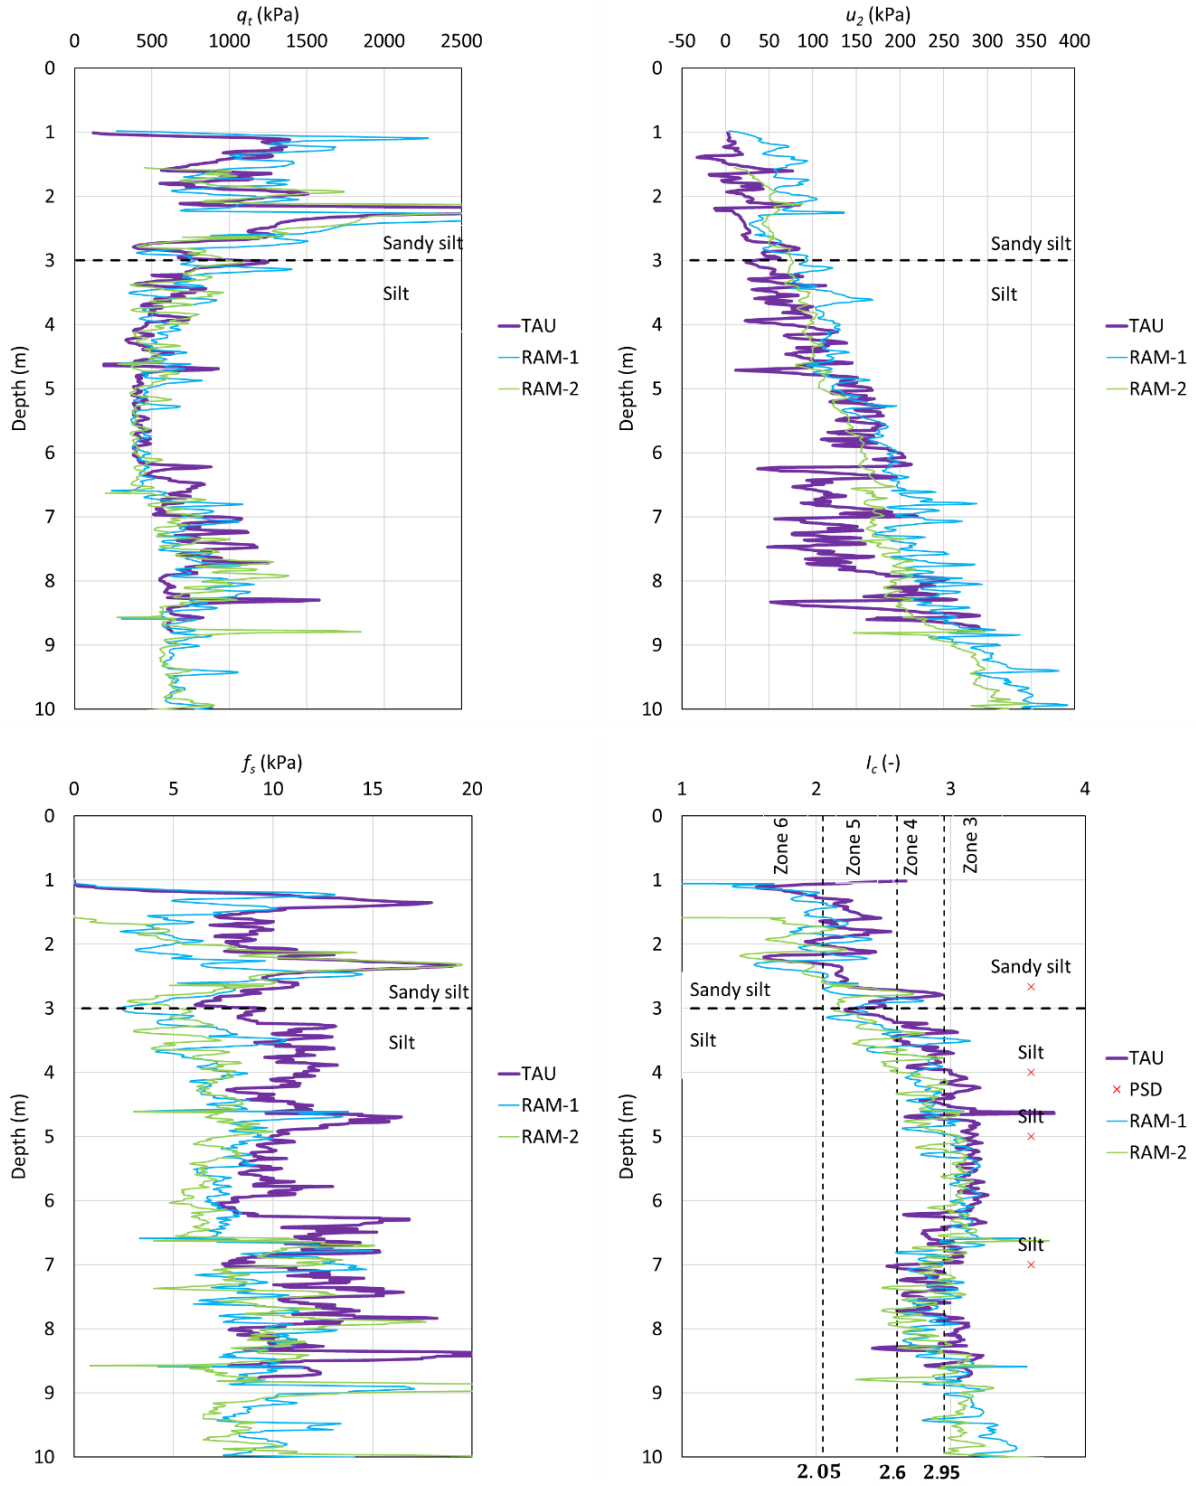 qt (kPa)
0 500 1000 1500 2000 2500
0
1
2
3
4
5
6
7
8
9
10
Depth (m)
Sandy silt
Silt
TAU
RAM-1
RAM-2
u2 (kPa)
-50 0 50 100 150 200 250 300 350 400
0
1
2
3
4
5
6
7
8
9
10
Depth (m)
Sandy silt
Silt
TAU
RAM-1
RAM-2
fs (kPa)
0 5 10 15 20
0
1
2
3
4
5
6
7
8
9
10
Depth (m)
Sandy silt
Silt
TAU
RAM-1
RAM-2
Ic (-)
1 2 3 4
0
1
2
3
4
5
6
7
8
9
10
Depth (m)
Zone 6
Zone 5
Zone 4
Zone 3
Sandy silt
Sandy silt
Silt
Silt
Silt
Silt
2.05 2.6 2.95
TAU
PSD
RAM-1
RAM-2